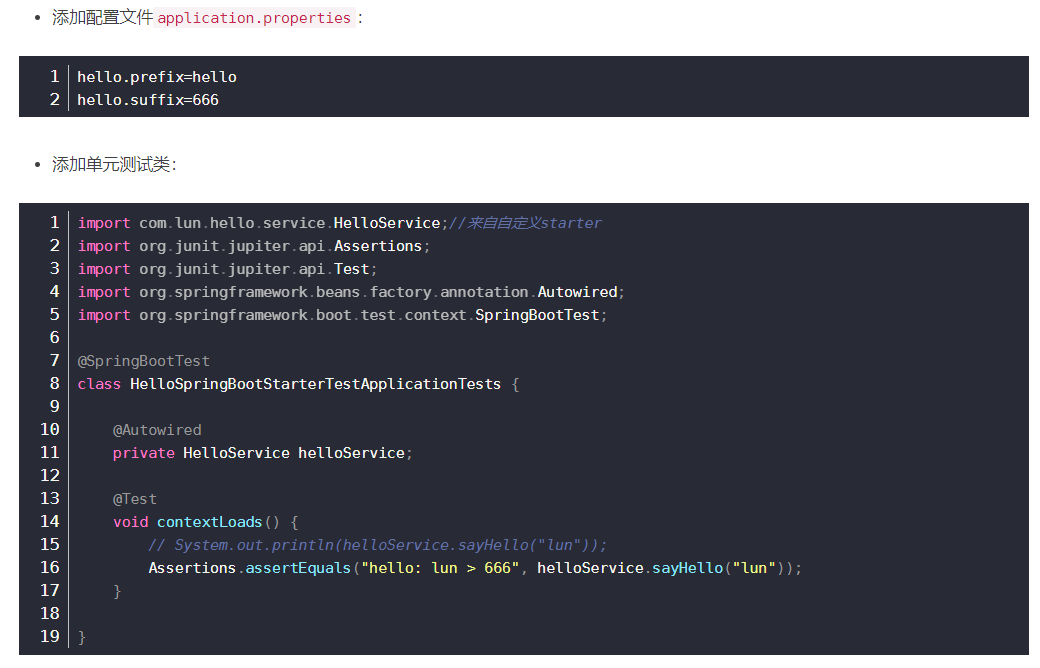 • 添加配置文件 application.properties :
1 hello.prefix=hello
2 hello.suffix=666
• 添加单元测试类：
1 import com.lun.hello.service.HelloService;//来自自定义starter
2 import org.junit.jupiter.api.Assertions;
3 import org.junit.jupiter.api.Test;
4 import org.springframework.beans.factory.annotation.Autowired;
5 import org.springframework.boot.test.context.SpringBootTest;
6
7 @SpringBootTest
8 class HelloSpringBootStarterTestApplicationTests {
9
10     @Autowired
11     private HelloService helloService;
12
13     @Test
14     void contextLoads() {
15         // System.out.println(helloService.sayHello("lun"));
16         Assertions.assertEquals("hello: lun > 666", helloService.sayHello("lun"));
17     }
18
19 }